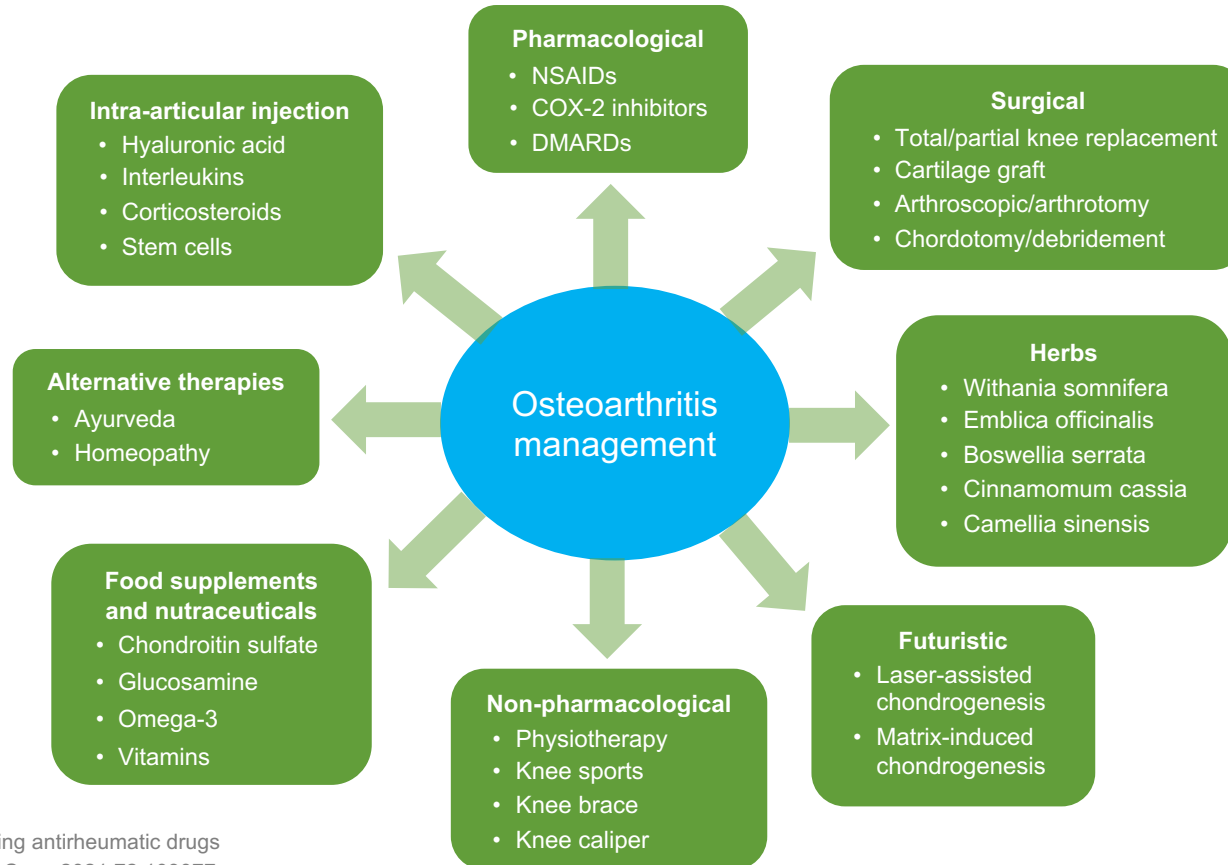 Pharmacological
• NSAIDs
• COX-2 inhibitors
• DMARDs
Intra-articular injection
• Hyaluronic acid
• Interleukins
• Corticosteroids
• Stem cells
Surgical
• Total/partial knee replacement
• Cartilage graft
• Arthroscopic/arthrotomy
• Chordotomy/debridement
Alternative therapies
• Ayurveda
• Homeopathy
Osteoarthritis
management
Herbs
• Withania somnifera
• Emblica officinalis
• Boswellia serrata
• Cinnamomum cassia
• Camellia sinensis
Food supplements
and nutraceuticals
• Chondroitin sulfate
• Glucosamine
• Omega-3
• Vitamins
Non-pharmacological
• Physiotherapy
• Knee sports
• Knee brace
• Knee caliper
Futuristic
• Laser-assisted
chondrogenesis
• Matrix-induced
chondrogenesis
ing antirheumatic drugs